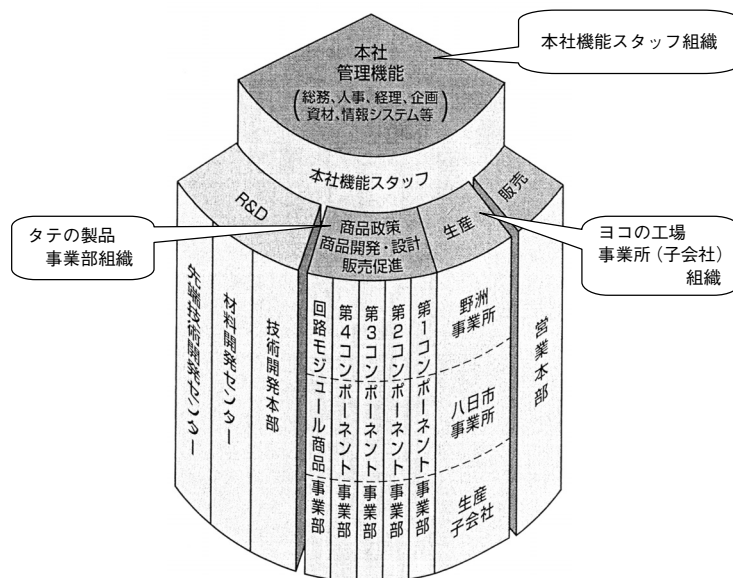 本社
管理機能
(総務、人事、経理、企画
資材、情報システム等)
本社機能スタッフ組織
本社機能スタッフ
R&D
商品政策
商品開発・設計
販売促進
生産
販売
タテの製品
事業部組織
ヨコの工場
事業所(子会社)
組織
先端技術開発センター
材料開発センター
技術開発本部
回路モジュール商品事業部
第4コンポーネント事業部
第3コンポーネント事業部
第2コンポーネント事業部
第1コンポーネント事業部
野洲
事業所
八日市
事業所
生産
子会社
営業本部